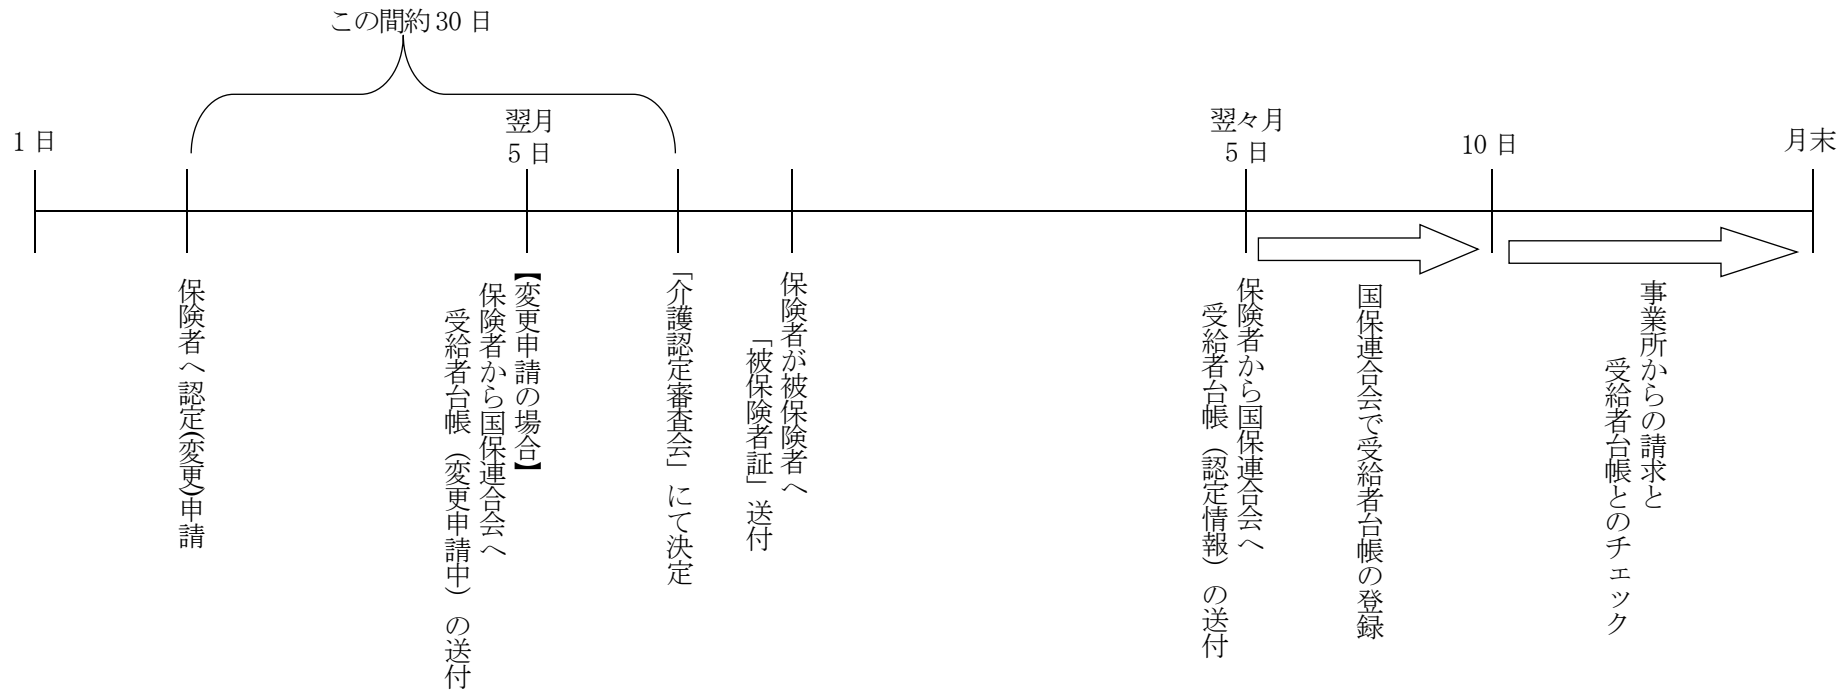 この間約30日
1日
翌月
5日
翌々月
5日
10日
月末
保険者へ認定(変更)申請
【変更申請の場合】
保険者から国保連合会へ
受給者台帳（変更申請中）の送付
「介護認定審査会」にて決定
保険者が被保険者へ
「被保険者証」送付
保険者から国保連合会へ
受給者台帳（認定情報）の送付
国保連合会で受給者台帳の登録
事業所からの請求と
受給者台帳とのチェック